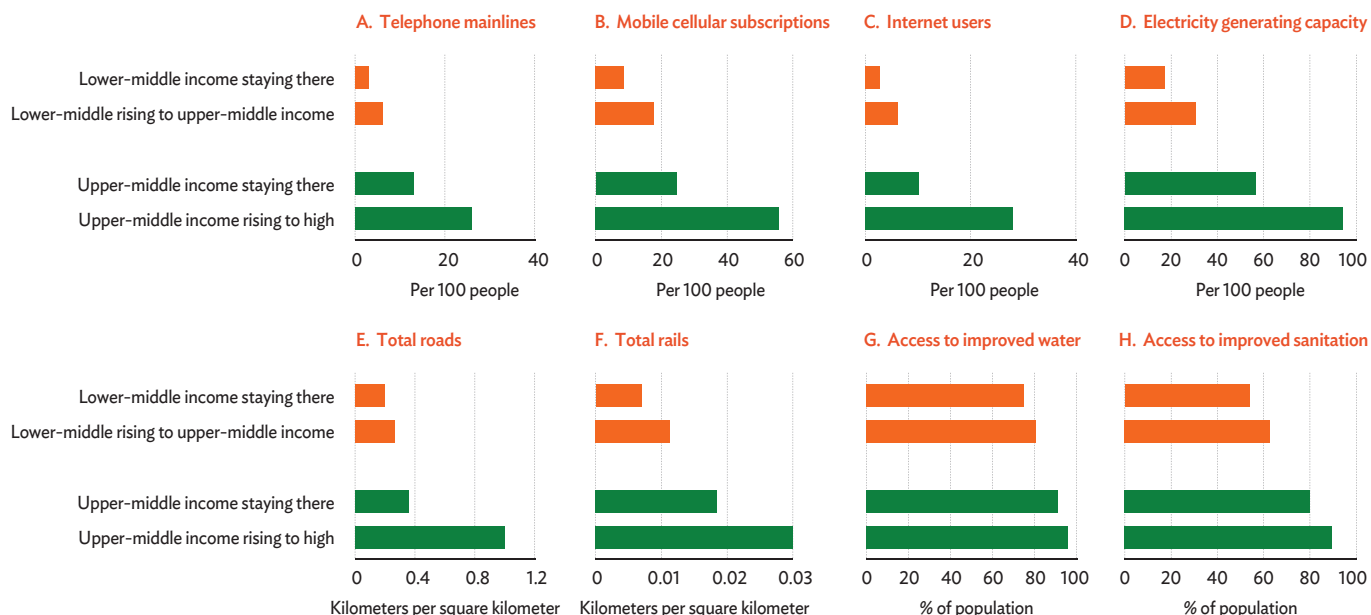 A. Telephone mainlines
B. Mobile cellular subscriptions
C. Internet users
D. Electricity generating capacity
Lower-middle income staying there
Lower-middle rising to upper-middle income
Upper-middle income staying there
Upper-middle income rising to high
0 20 40
0 20 40 60
0 20 40
0 20 40 60 80 100
Per 100 people
Per 100 people
Per 100 people
Per 100 people
E. Total roads
F. Total rails
G. Access to improved water
H. Access to improved sanitation
Lower-middle income staying there
Lower-middle rising to upper-middle income
Upper-middle income staying there
Upper-middle income rising to high
0 0.4 0.8 1.2
0 0.01 0.02 0.03
0 20 40 60 80 100
0 20 40 60 80 100
Kilometers per square kilometer
Kilometers per square kilometer
% of population
% of population